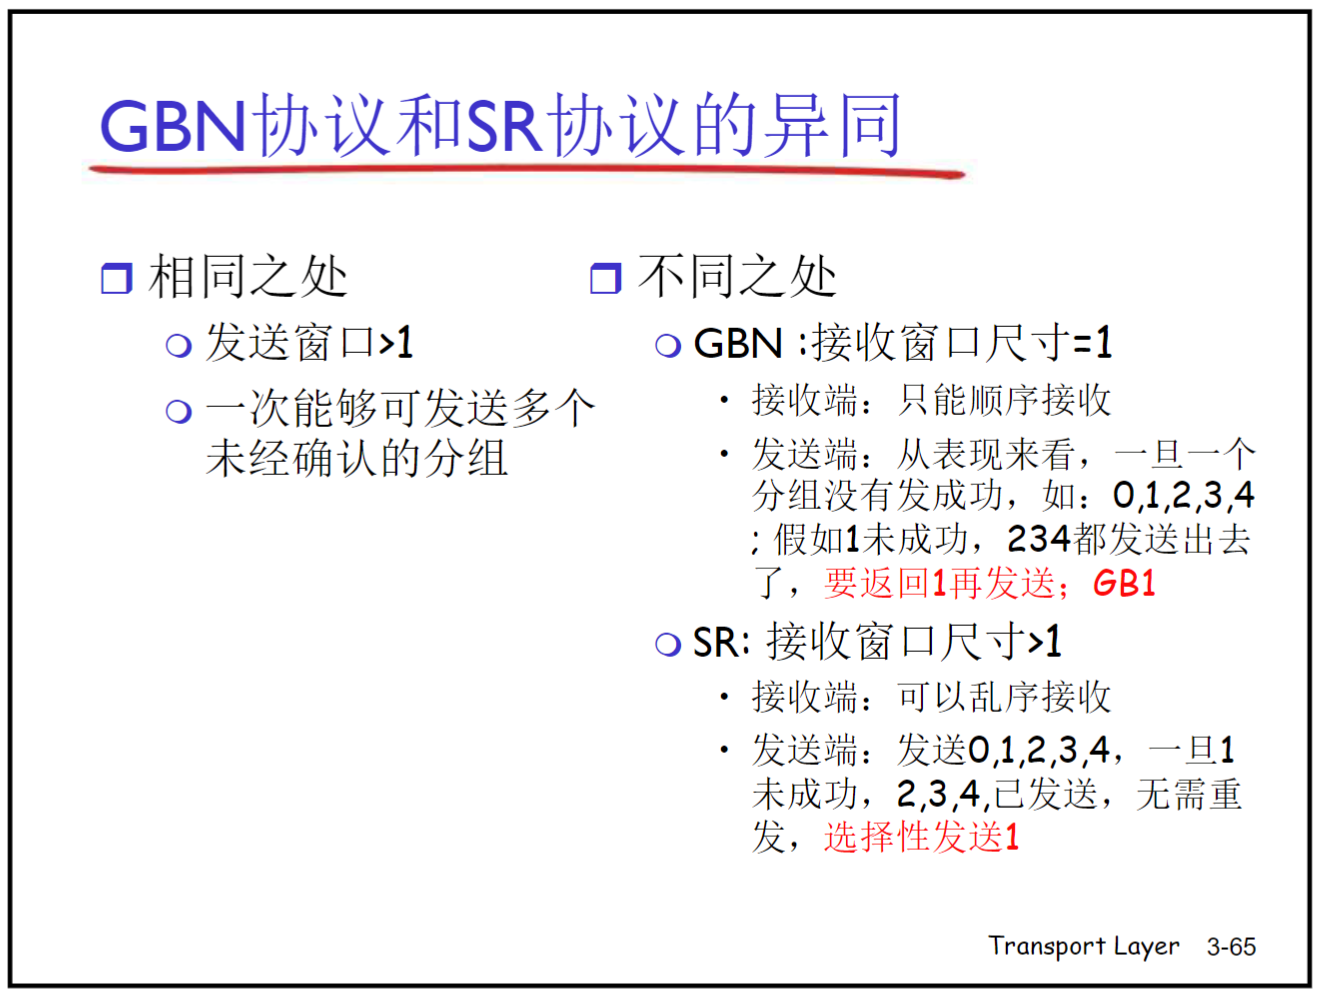 GBN协议和SR协议的异同
相同之处
发送窗口>1
一次能够可发送多个
未经确认的分组
不同之处
GBN :接收窗口尺寸=1
• 接收端：只能顺序接收
• 发送端：从表现来看，一旦一个
分组没有发成功，如：0,1,2,3,4
; 假如1未成功，234都发送出去
了，要返回1再发送；GB1
SR: 接收窗口尺寸>1
• 接收端：可以乱序接收
• 发送端：发送0,1,2,3,4，一旦1
未成功，2,3,4,已发送，无需重
发，选择性发送1
Transport Layer 3-65